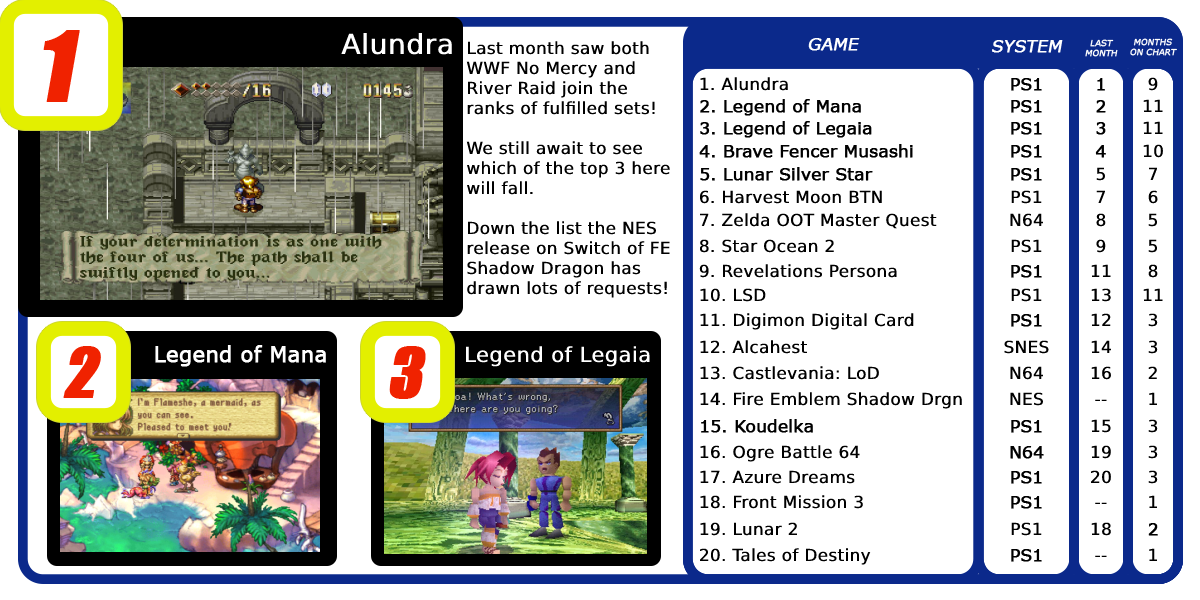 1
Alundra
/16
01453
If your determination is as one with
the four of us... The path shall be
swiftly opened to you...
Last month saw both
WWF No Mercy and
River Raid join the
ranks of fulfilled sets!
We still await to see
which of the top 3 here
will fall.
Down the list the NES
release on Switch of FE
Shadow Dragon has
drawn lots of requests!
2
Legend of Mana
I'm Flameshe, a mermaid, as
you can see.
Pleased to meet you!
3
Legend of Legaia
oa! What's wrong,
here are you going?
GAME SYSTEM LAST MONTH MONTHS ON CHART
1. Alundra PS1 1 9
2. Legend of Mana PS1 2 11
3. Legend of Legaia PS1 3 11
4. Brave Fencer Musashi PS1 4 10
5. Lunar Silver Star PS1 5 7
6. Harvest Moon BTN PS1 7 6
7. Zelda OOT Master Quest N64 8 5
8. Star Ocean 2 PS1 9 5
9. Revelations Persona PS1 11 8
10. LSD PS1 13 11
11. Digimon Digital Card PS1 12 3
12. Alcahest SNES 14 3
13. Castlevania: LoD N64 16 2
14. Fire Emblem Shadow Drgn NES -- 1
15. Koudelka PS1 15 3
16. Ogre Battle 64 N64 19 3
17. Azure Dreams PS1 20 3
18. Front Mission 3 PS1 -- 1
19. Lunar 2 PS1 18 2
20. Tales of Destiny PS1 -- 1